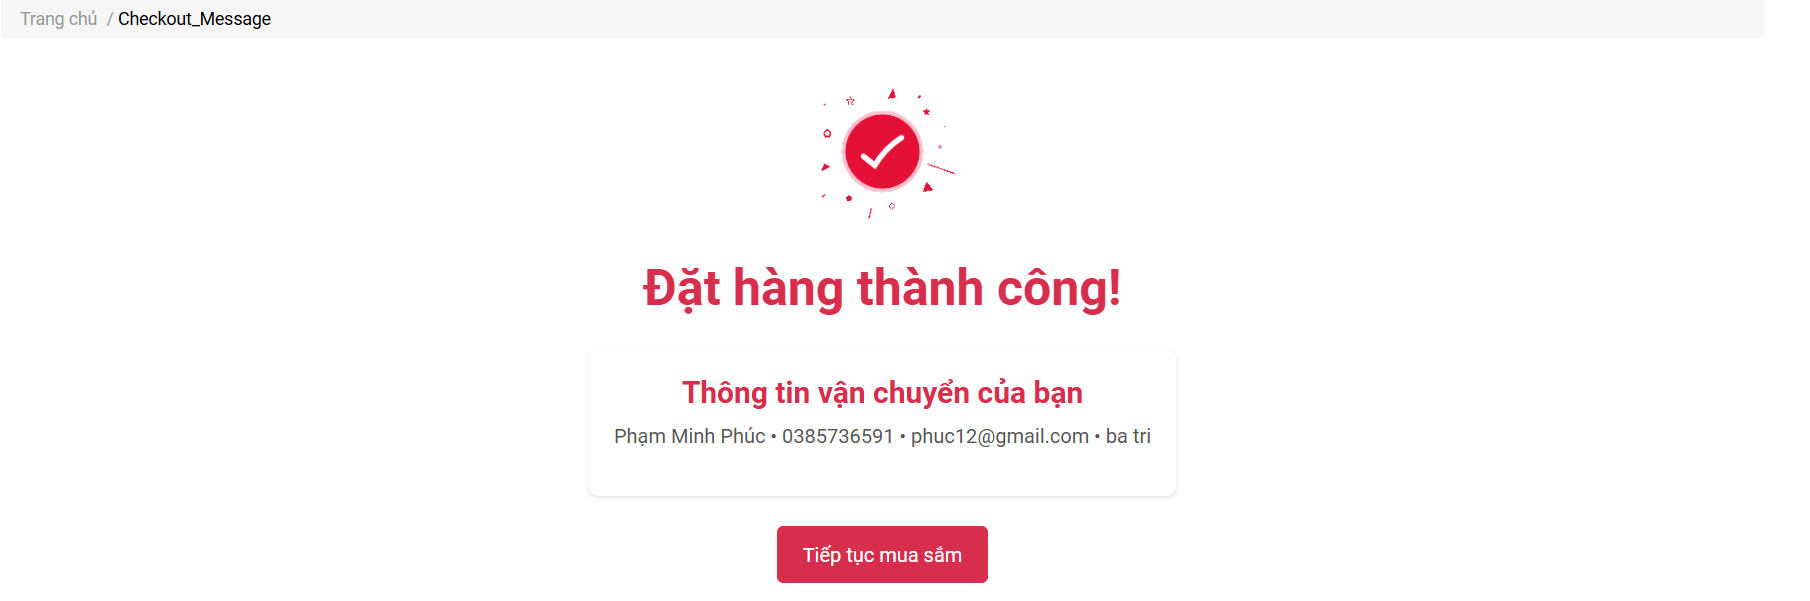 Trang chủ / Checkout_Message
Đặt hàng thành công!
Thông tin vận chuyển của bạn
Phạm Minh Phúc • 0385736591 • phuc12@gmail.com • ba tri
Tiếp tục mua sắm